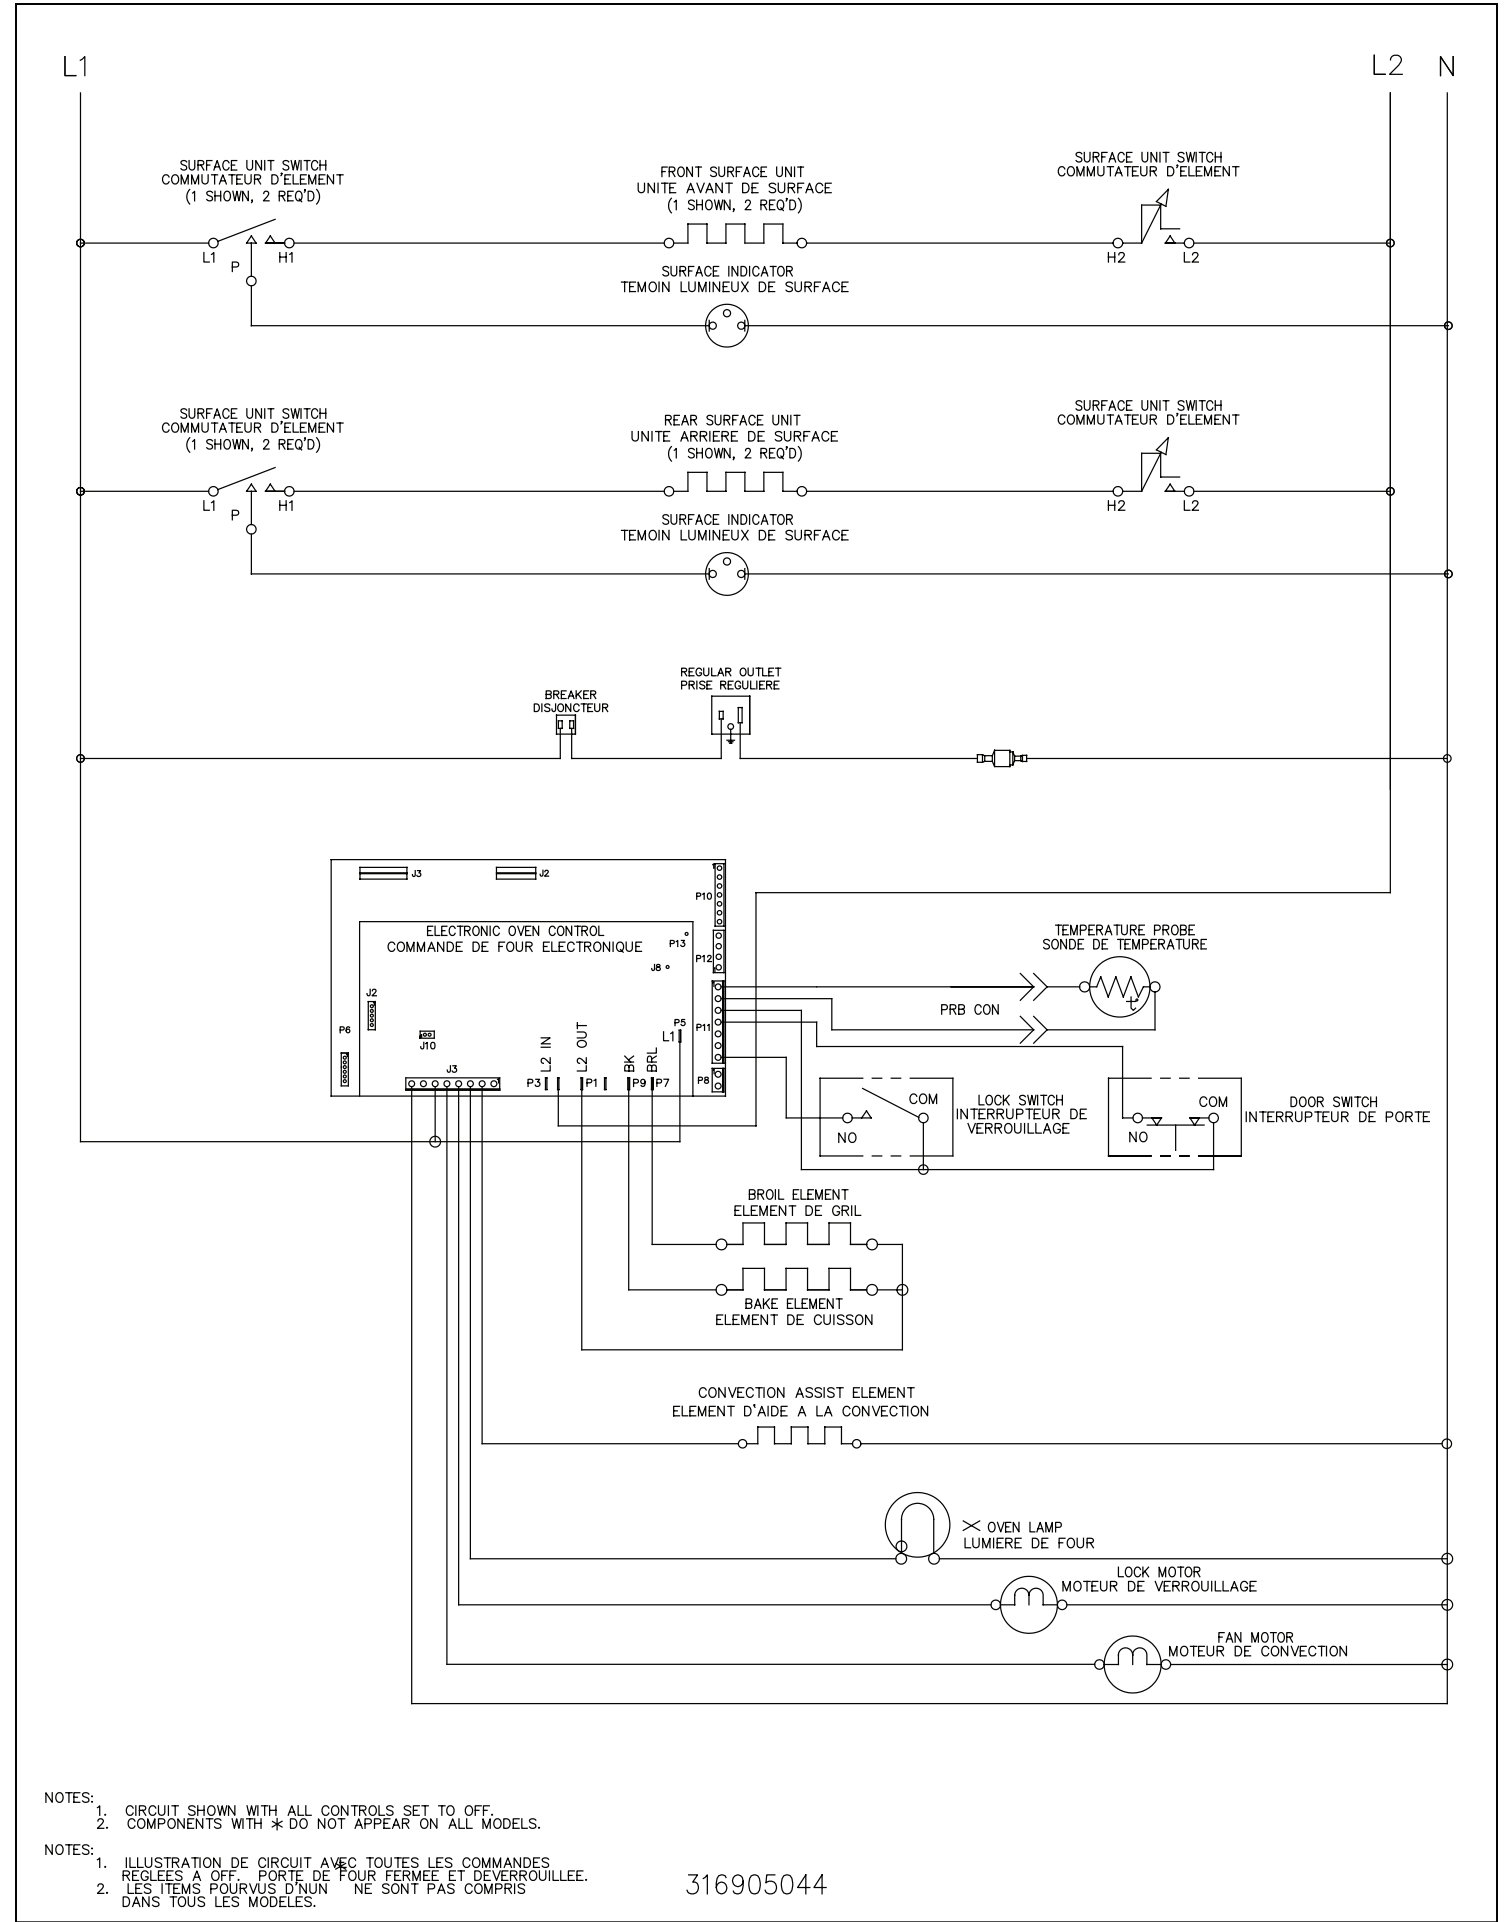 L1
L2 N
SURFACE UNIT SWITCH
COMMUTATEUR D'ELEMENT
(1 SHOWN, 2 REQ'D)
FRONT SURFACE UNIT
UNITE AVANT DE SURFACE
(1 SHOWN, 2 REQ'D)
SURFACE UNIT SWITCH
COMMUTATEUR D'ELEMENT
L1
P
H1
H2
L2
SURFACE INDICATOR
TEMOIN LUMINEUX DE SURFACE
SURFACE UNIT SWITCH
COMMUTATEUR D'ELEMENT
(1 SHOWN, 2 REQ'D)
REAR SURFACE UNIT
UNITE ARRIERE DE SURFACE
(1 SHOWN, 2 REQ'D)
SURFACE UNIT SWITCH
COMMUTATEUR D'ELEMENT
L1
P
H1
H2
L2
SURFACE INDICATOR
TEMOIN LUMINEUX DE SURFACE
BREAKER
DISJONCTEUR
REGULAR OUTLET
PRISE REGULIERE
J3
J2
1
P10
ELECTRONIC OVEN CONTROL
COMMANDE DE FOUR ELECTRONIQUE
P13
P12
J8
J2
P6
J10
J3
P5
L1
P11
L2 IN
L2 OUT
BK
BRL
P3
P1
P9
P7
P8
TEMPERATURE PROBE
SONDE DE TEMPERATURE
t
PRB CON
COM
NO
LOCK SWITCH
INTERRUPTEUR DE
VERROUILLAGE
COM
NO
DOOR SWITCH
INTERRUPTEUR DE PORTE
BROIL ELEMENT
ELEMENT DE GRIL
BAKE ELEMENT
ELEMENT DE CUISSON
CONVECTION ASSIST ELEMENT
ELEMENT D'AIDE A LA CONVECTION
OVEN LAMP
LUMIERE DE FOUR
LOCK MOTOR
MOTEUR DE VERROUILLAGE
FAN MOTOR
MOTEUR DE CONVECTION
NOTES:
1. CIRCUIT SHOWN WITH ALL CONTROLS SET TO OFF.
2. COMPONENTS WITH * DO NOT APPEAR ON ALL MODELS.
NOTES:
1. ILLUSTRATION DE CIRCUIT AVEC TOUTES LES COMMANDES
REGLEES A OFF. PORTE DE FOUR FERMEE ET DEVERROUILLEE.
2. LES ITEMS POURVUS D'NUN * NE SONT PAS COMPRIS
DANS TOUS LES MODELES.
316905044